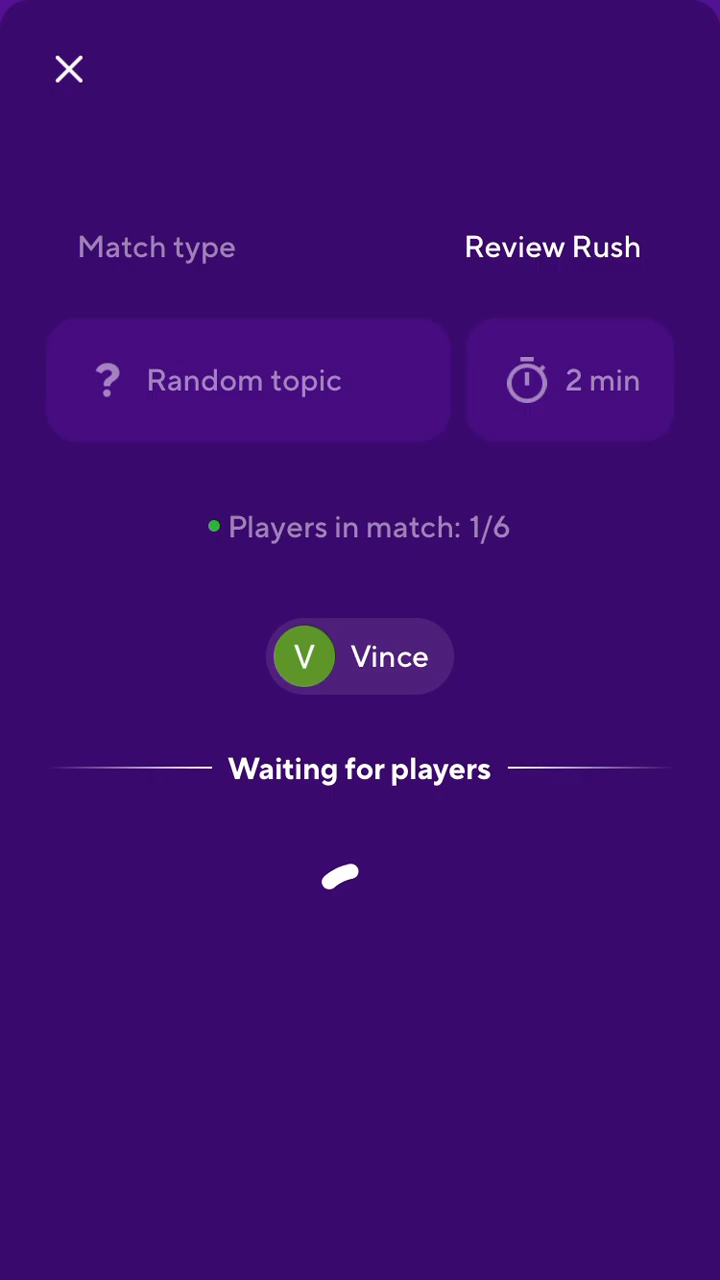 Match type Review Rush
? Random topic 2 min
Players in match: 1/6
V Vince
Waiting for players